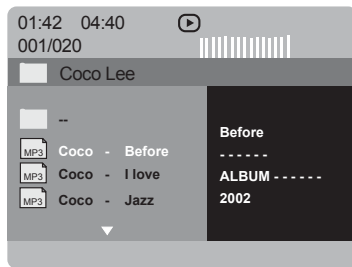 01:42 04:40
001/020
Coco Lee
--
MP3 Coco - Before
MP3 Coco - I love
MP3 Coco - Jazz
Before
- - - - - -
ALBUM - - - - - -
2002